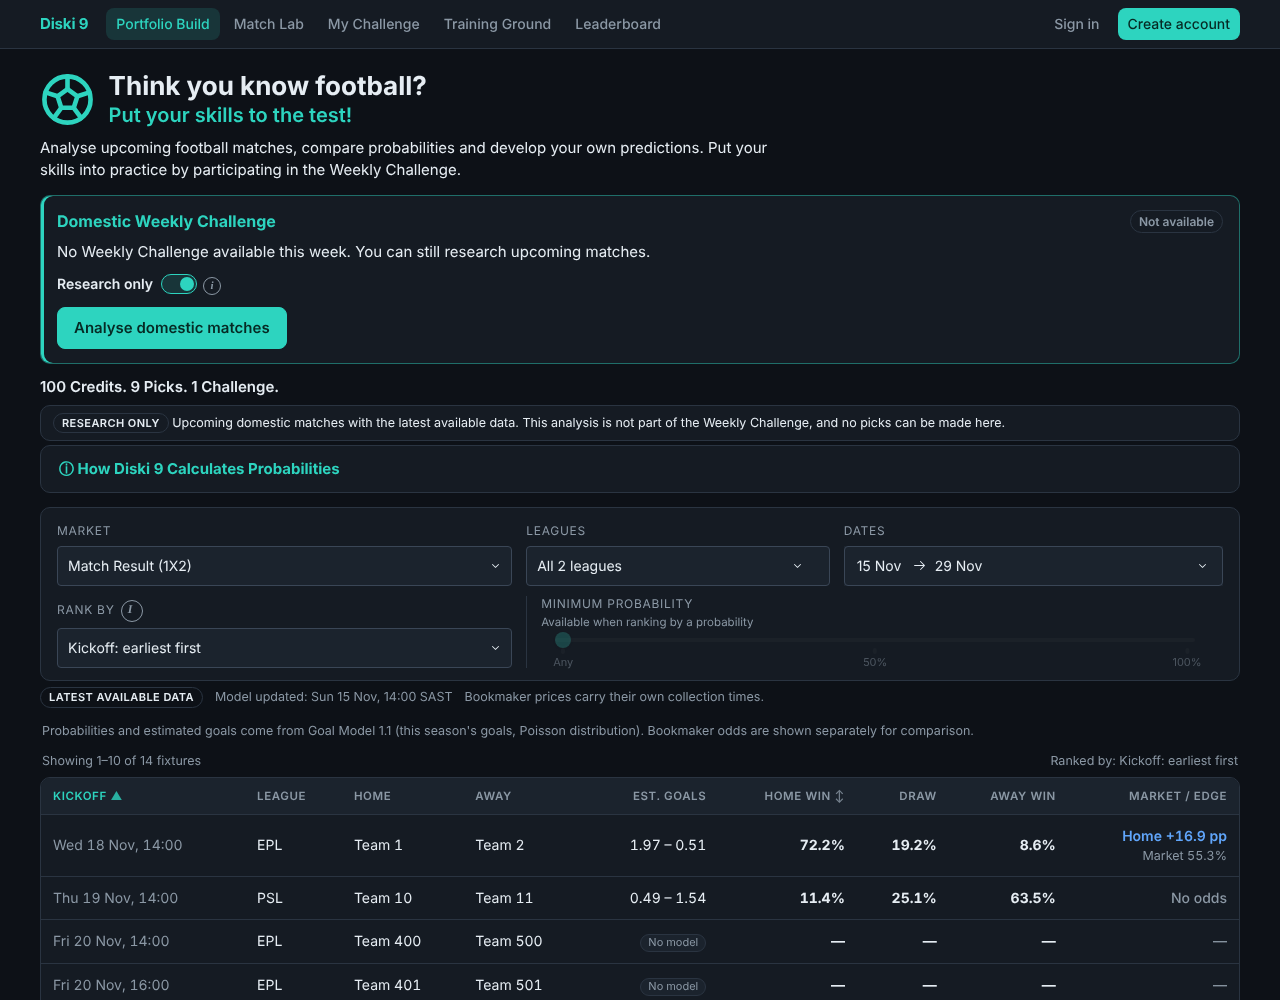 Diski 9 Portfolio Build Match Lab My Challenge Training Ground Leaderboard Sign in Create account
Think you know football?
Put your skills to the test!
Analyse upcoming football matches, compare probabilities and develop your own predictions. Put your
skills into practice by participating in the Weekly Challenge.
Domestic Weekly Challenge Not available
No Weekly Challenge available this week. You can still research upcoming matches.
Research only i
Analyse domestic matches
100 Credits. 9 Picks. 1 Challenge.
RESEARCH ONLY Upcoming domestic matches with the latest available data. This analysis is not part of the Weekly Challenge, and no picks can be made here.
ⓘ How Diski 9 Calculates Probabilities
MARKET LEAGUES DATES
Match Result (1X2) All 2 leagues 15 Nov → 29 Nov
RANK BY I MINIMUM PROBABILITY
Available when ranking by a probability
Kickoff: earliest first
Any 50% 100%
LATEST AVAILABLE DATA Model updated: Sun 15 Nov, 14:00 SAST Bookmaker prices carry their own collection times.
Probabilities and estimated goals come from Goal Model 1.1 (this season's goals, Poisson distribution). Bookmaker odds are shown separately for comparison.
Showing 1–10 of 14 fixtures Ranked by: Kickoff: earliest first
KICKOFF ▲ LEAGUE HOME AWAY EST. GOALS HOME WIN ↕ DRAW AWAY WIN MARKET / EDGE
Wed 18 Nov, 14:00 EPL Team 1 Team 2 1.97 – 0.51 72.2% 19.2% 8.6% Home +16.9 pp
Market 55.3%
Thu 19 Nov, 14:00 PSL Team 10 Team 11 0.49 – 1.54 11.4% 25.1% 63.5% No odds
Fri 20 Nov, 14:00 EPL Team 400 Team 500 No model — — — —
Fri 20 Nov, 16:00 EPL Team 401 Team 501 No model — — — —